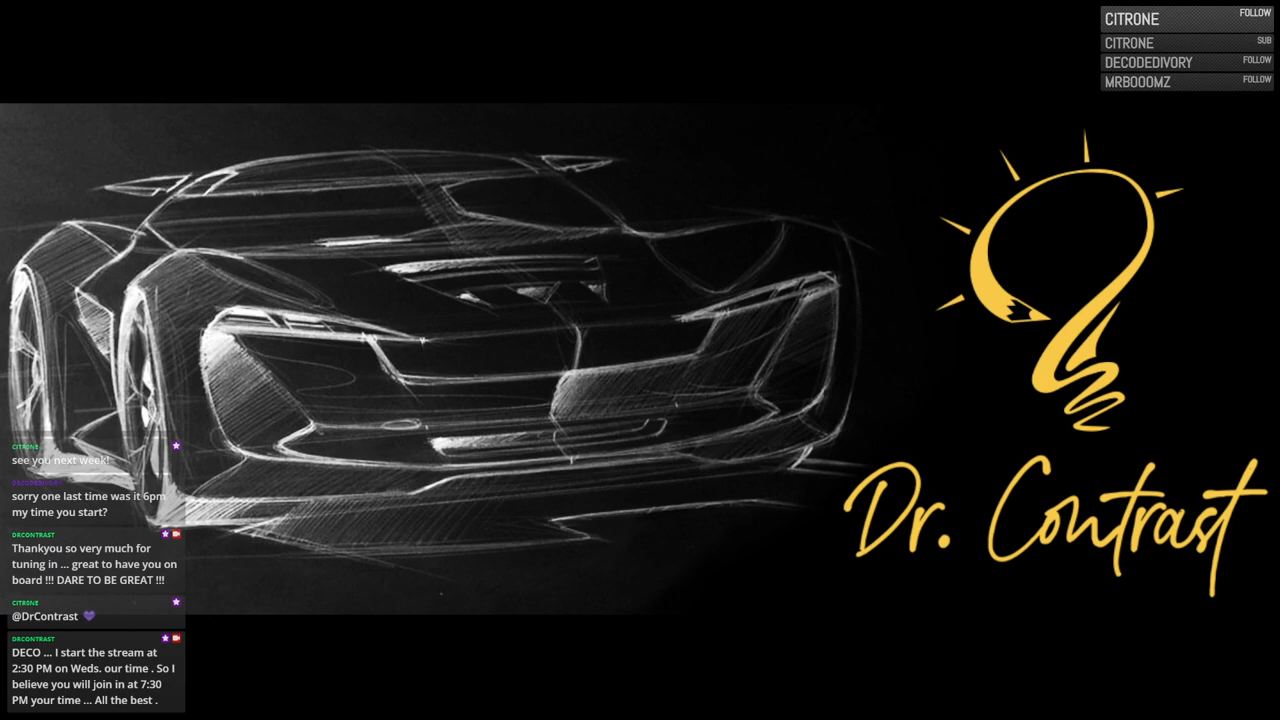 CITRONE FOLLOW
CITRONE SUB
DECODEDIVORY FOLLOW
MRBOOOMZ FOLLOW
Dr. Contrast
CITRONE
see you next week!
DECODEDIVORY
sorry one last time was it 6pm
my time you start?
DRCONTRAST
Thankyou so very much for
tuning in ... great to have you on
board !!! DARE TO BE GREAT !!!
CITRONE
@DrContrast 💜
DRCONTRAST
DECO ... I start the stream at
2:30 PM on Weds. our time . So I
believe you will join in at 7:30
PM your time ... All the best .